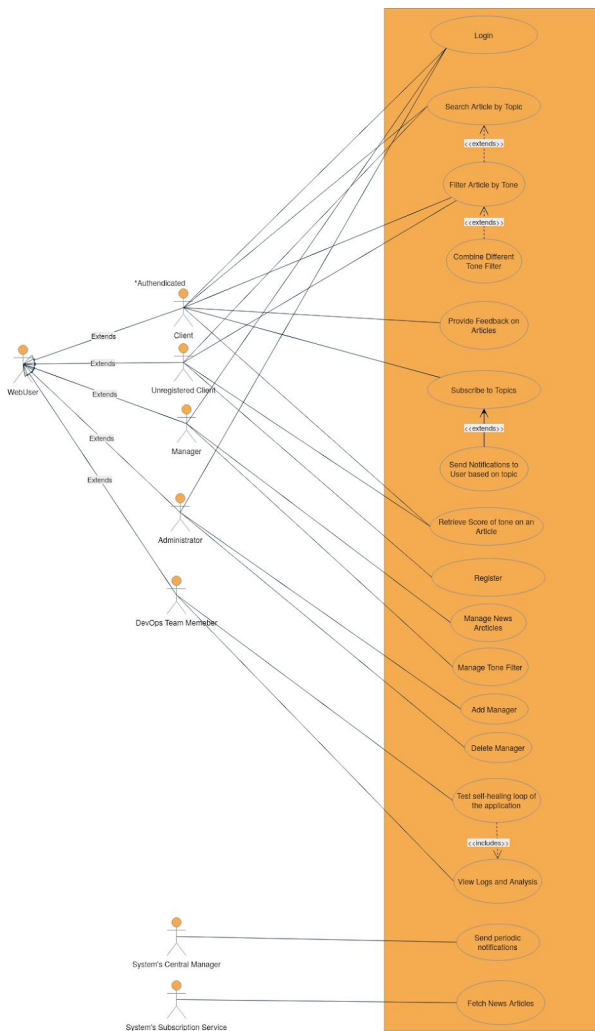 Login
Search Article by Topic
<<extends>>
Filter Article by Tone
<<extends>>
Combine Different
Tone Filter
*Authendicated
Client
Provide Feedback on
Articles
Extends
WebUser
Extends
Unregistered Client
Subscribe to Topics
Extends
<<extends>>
Manager
Extends
Send Notifications to
User based on topic
Extends
Retrieve Score of tone on an
Article
Administrator
Register
DevOps Team Memeber
Manage News
Arcticles
Manage Tone Filter
Add Manager
Delete Manager
Test self-healing loop of
the application
<<includes>>
View Logs and Analysis
Send periodic
notifications
System's Central Manager
Fetch News Articles
System's Subscription Service